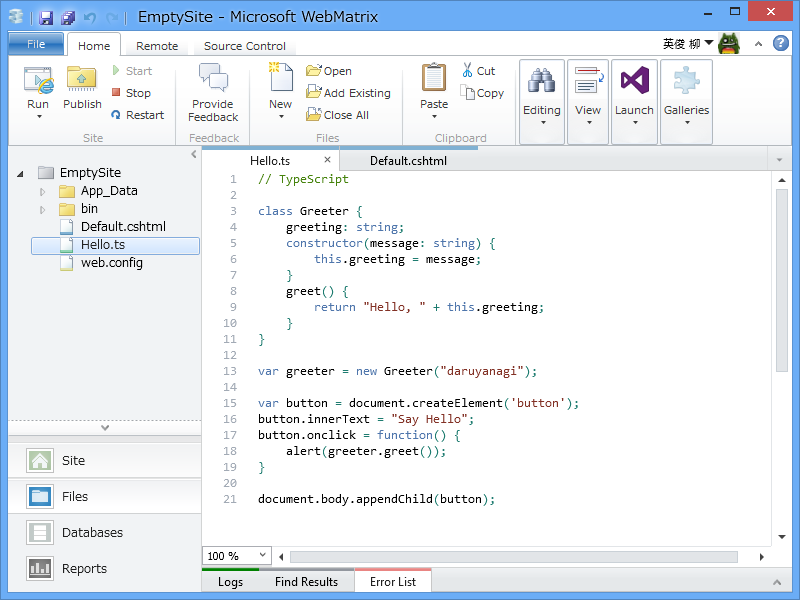 EmptySite - Microsoft WebMatrix
File Home Remote Source Control 英俊 柳
Run
Publish
Start
Stop
Restart
Site
Provide
Feedback
Feedback
New
Open
Add Existing
Close All
Files
Paste
Cut
Copy
Clipboard
Editing
View
Launch
Galleries
EmptySite
App_Data
bin
Default.cshtml
Hello.ts
web.config
Site
Files
Databases
Reports
Hello.ts Default.cshtml
1 // TypeScript
2
3 class Greeter {
4 greeting: string;
5 constructor(message: string) {
6 this.greeting = message;
7 }
8 greet() {
9 return "Hello, " + this.greeting;
10 }
11 }
12
13 var greeter = new Greeter("daruyanagi");
14
15 var button = document.createElement('button');
16 button.innerText = "Say Hello";
17 button.onclick = function() {
18 alert(greeter.greet());
19 }
20
21 document.body.appendChild(button);
100 %
Logs Find Results Error List